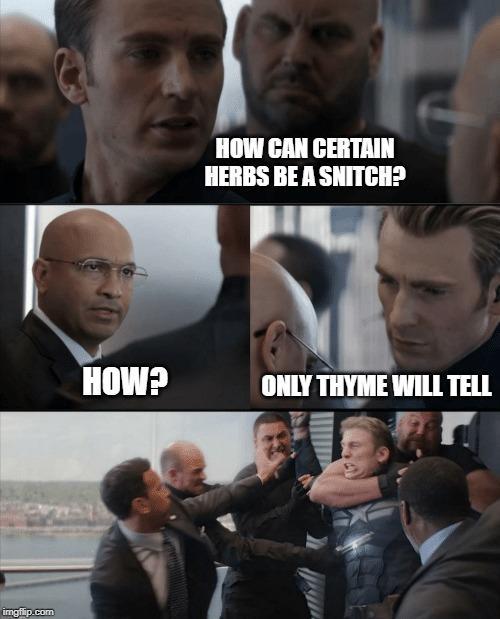 HOW CAN CERTAIN
HERBS BE A SNITCH?
HOW?
ONLY THYME WILL TELL
imgflip.com